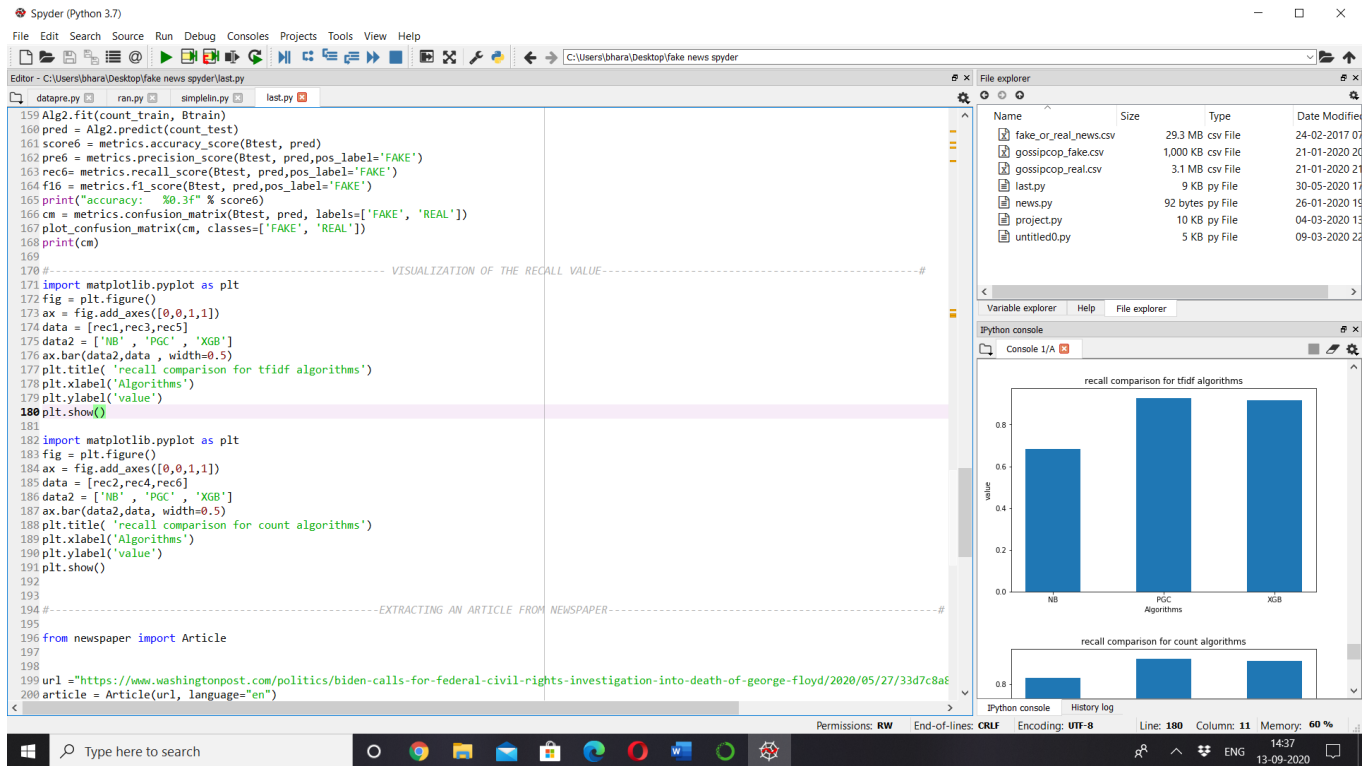 Spyder (Python 3.7)
File Edit Search Source Run Debug Consoles Projects Tools View Help
C:\Users\bhara\Desktop\fake news spyder
Editor - C:\Users\bhara\Desktop\fake news spyder\last.py
datapre.py ran.py simplelin.py last.py
159 Alg2.fit(count_train, Btrain)
160 pred = Alg2.predict(count_test)
161 score6 = metrics.accuracy_score(Btest, pred)
162 pre6 = metrics.precision_score(Btest, pred,pos_label='FAKE')
163 rec6= metrics.recall_score(Btest, pred,pos_label='FAKE')
164 f16 = metrics.f1_score(Btest, pred,pos_label='FAKE')
165 print("accuracy:   %0.3f" % score6)
166 cm = metrics.confusion_matrix(Btest, pred, labels=['FAKE', 'REAL'])
167 plot_confusion_matrix(cm, classes=['FAKE', 'REAL'])
168 print(cm)
169
170 #-------------------------------------------------- VISUALIZATION OF THE RECALL VALUE-----------------------------------------------#
171 import matplotlib.pyplot as plt
172 fig = plt.figure()
173 ax = fig.add_axes([0,0,1,1])
174 data = [rec1,rec3,rec5]
175 data2 = ['NB' , 'PGC' , 'XGB']
176 ax.bar(data2,data , width=0.5)
177 plt.title( 'recall comparison for tfidf algorithms')
178 plt.xlabel('Algorithms')
179 plt.ylabel('value')
180 plt.show()
181
182 import matplotlib.pyplot as plt
183 fig = plt.figure()
184 ax = fig.add_axes([0,0,1,1])
185 data = [rec2,rec4,rec6]
186 data2 = ['NB' , 'PGC' , 'XGB']
187 ax.bar(data2,data, width=0.5)
188 plt.title( 'recall comparison for count algorithms')
189 plt.xlabel('Algorithms')
190 plt.ylabel('value')
191 plt.show()
192
193
194 #-------------------------------------------------EXTRACTING AN ARTICLE FROM NEWSPAPER-------------------------------------------------#
195
196 from newspaper import Article
197
198
199 url ="https://www.washingtonpost.com/politics/biden-calls-for-federal-civil-rights-investigation-into-death-of-george-floyd/2020/05/27/33d7c8a8
200 article = Article(url, language="en")
File explorer
Name Size Type Date Modified
fake_or_real_news.csv 29.3 MB csv File 24-02-2017 07
gossipcop_fake.csv 1,000 KB csv File 21-01-2020 20
gossipcop_real.csv 3.1 MB csv File 21-01-2020 21
last.py 9 KB py File 30-05-2020 17
news.py 92 bytes py File 26-01-2020 19
project.py 10 KB py File 04-03-2020 13
untitled0.py 5 KB py File 09-03-2020 22
Variable explorer Help File explorer
IPython console
Console 1/A
recall comparison for tfidf algorithms
0.8
0.6
value
0.4
0.2
0.0
NB PGC XGB
Algorithms
recall comparison for count algorithms
0.8
IPython console History log
Permissions: RW End-of-lines: CRLF Encoding: UTF-8 Line: 180 Column: 11 Memory: 60 %
Type here to search
ENG
14:37
13-09-2020